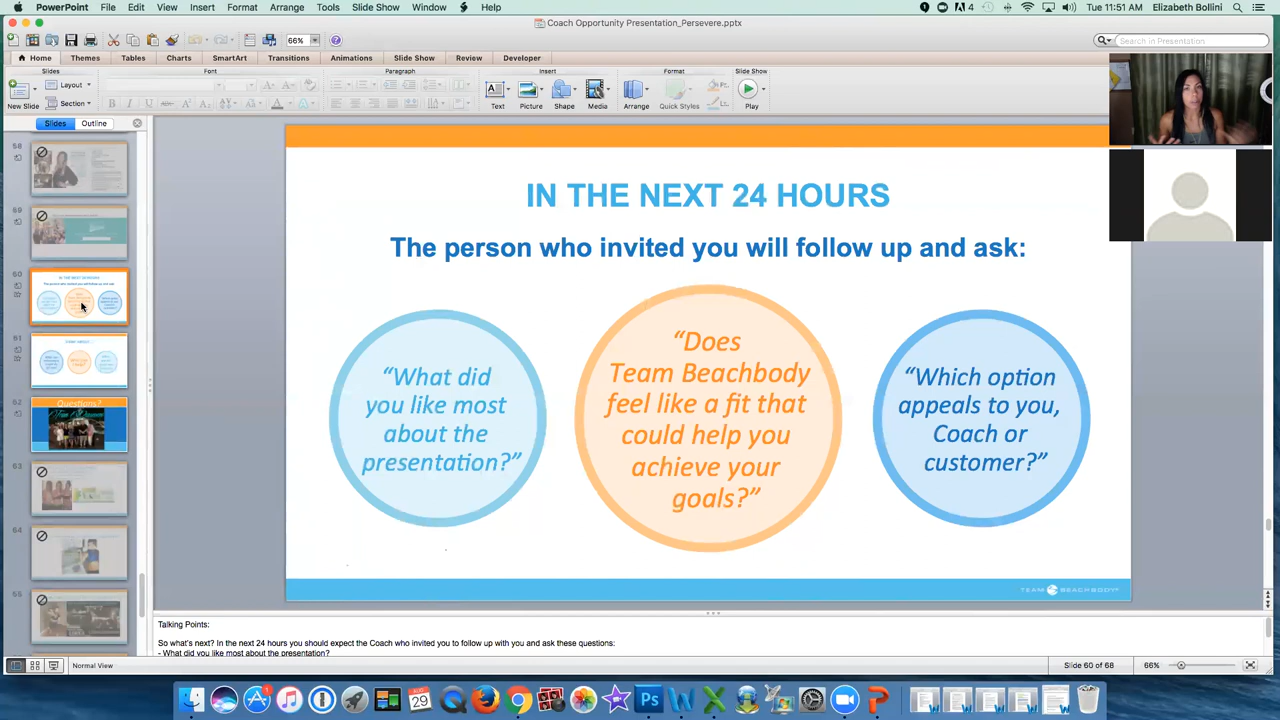 PowerPoint File Edit View Insert Format Arrange Tools Slide Show Window Help
4 Tue 11:51 AM Elizabeth Bollini
Coach Opportunity Presentation_Persevere.pptx
66% Search in Presentation
Home Themes Tables Charts SmartArt Transitions Animations Slide Show Review Developer
Slides Font Paragraph Insert Format Slide Show
Layout
Section
New Slide Text Picture Shape Media Arrange Quick Styles Play
Slides Outline
IN THE NEXT 24 HOURS
The person who invited you will follow up and ask:
“What did
you like most
about the
presentation?”
“Does
Team Beachbody
feel like a fit that
could help you
achieve your
goals?”
“Which option
appeals to you,
Coach or
customer?”
TEAM BEACHBODY
60
61
62
Questions?
63
64
Talking Points:
So what's next? In the next 24 hours you should expect the Coach who invited you to follow up with you and ask these questions:
- What did you like most about the presentation?
Normal View Slide 60 of 68 66%
AUG
29